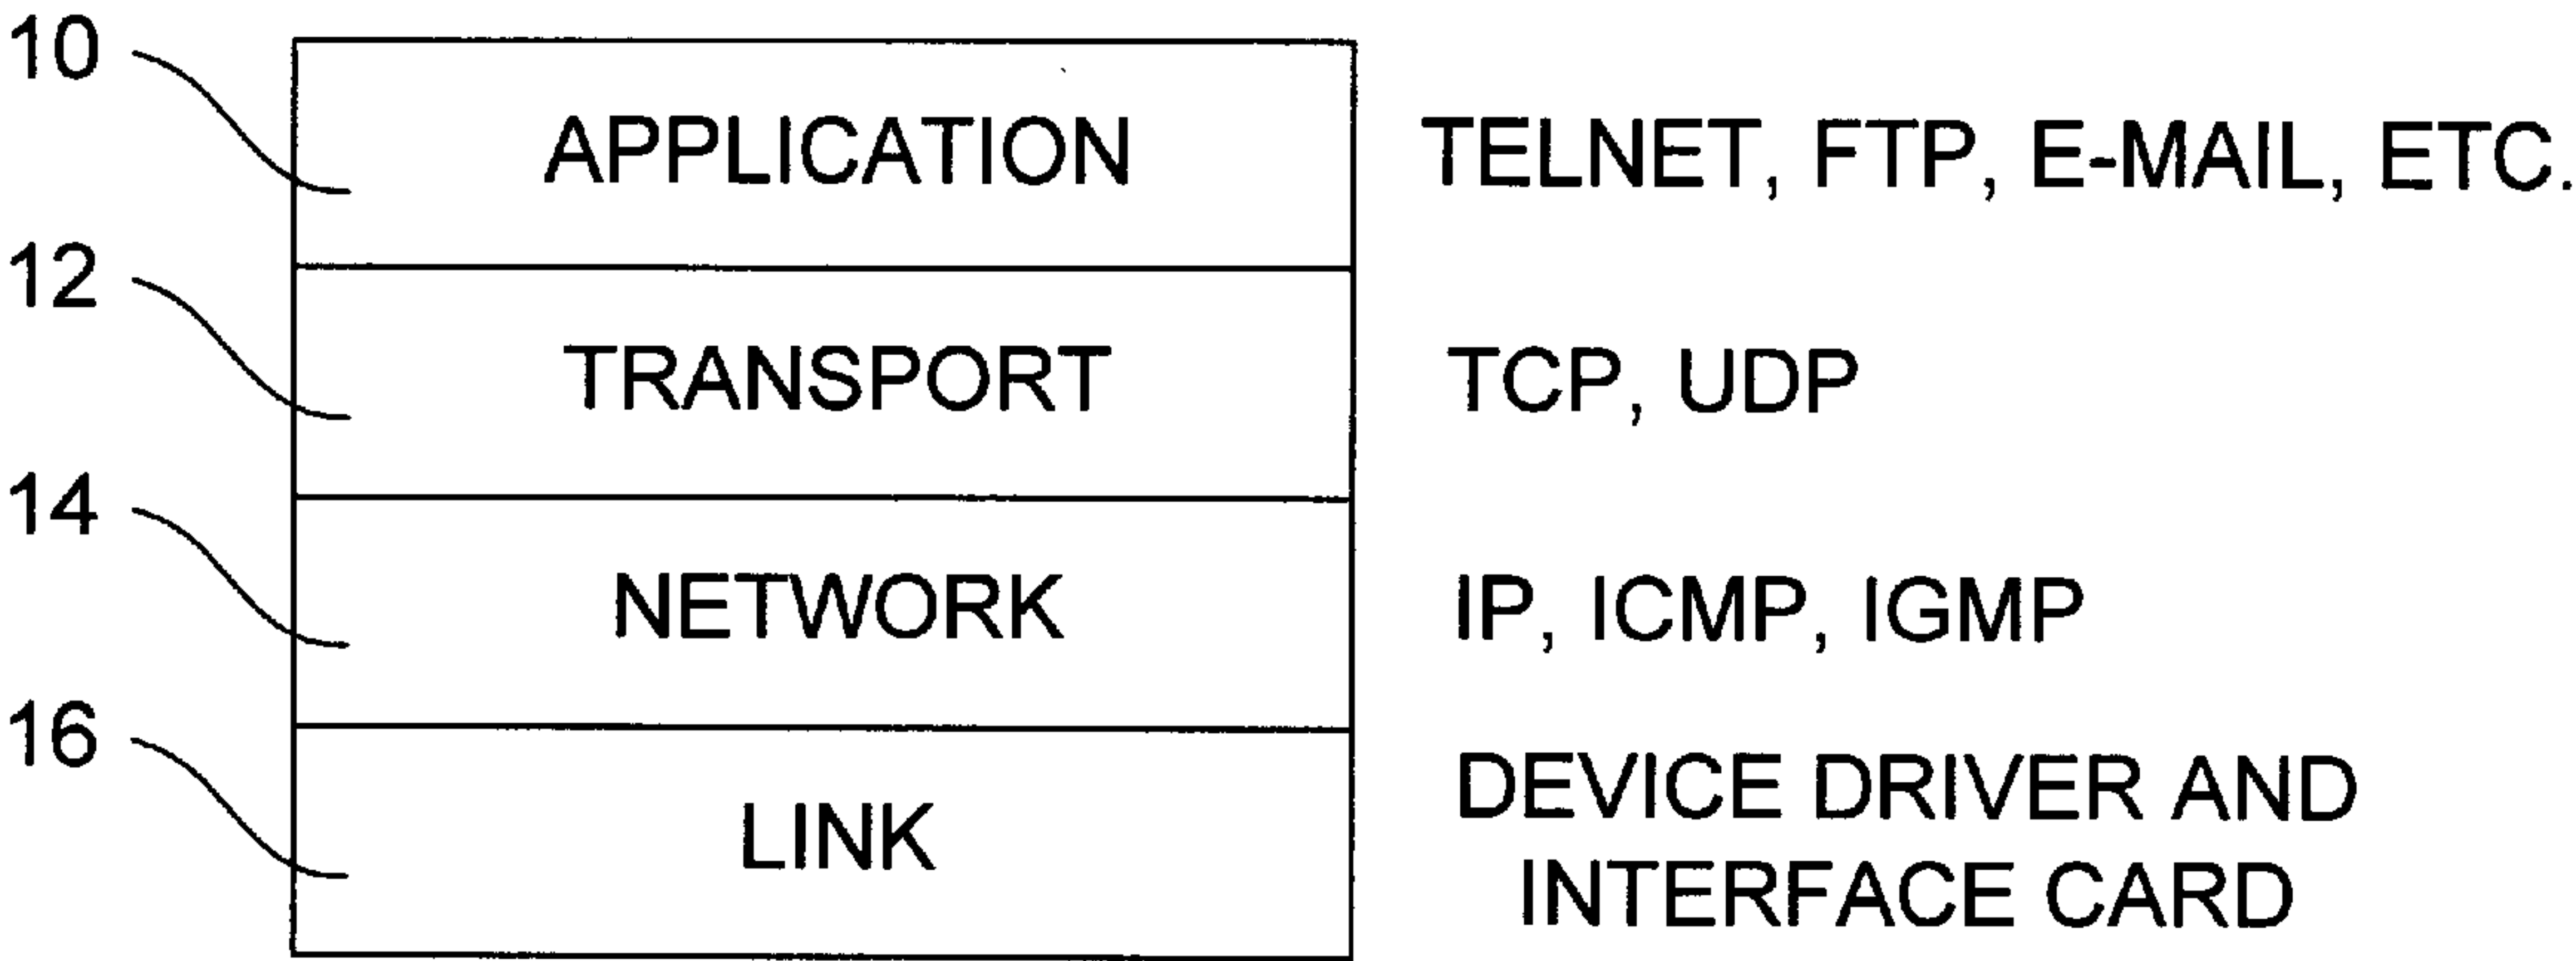 10
APPLICATION
TELNET, FTP, E-MAIL, ETC.
12
TRANSPORT
TCP, UDP
14
NETWORK
IP, ICMP, IGMP
16
LINK
DEVICE DRIVER AND
INTERFACE CARD